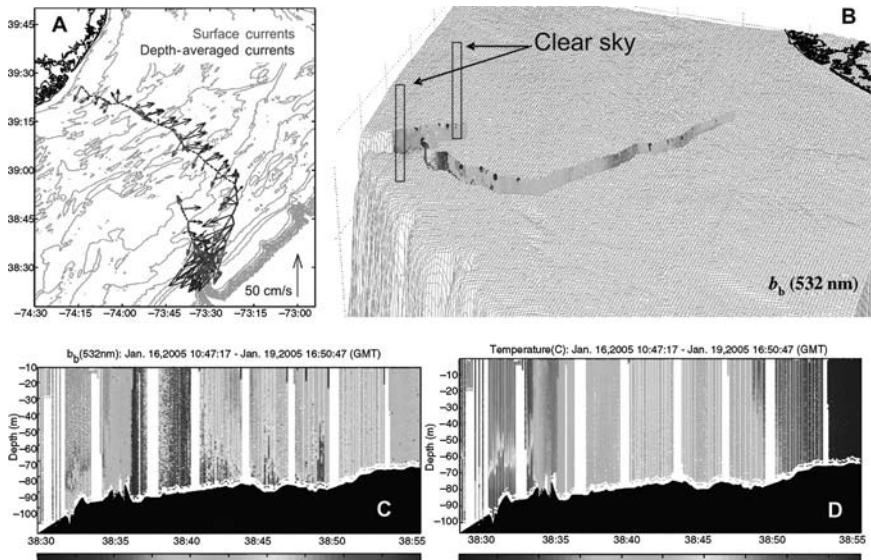 39:45
39:30
39:15
39:00
38:45
38:30
A
Surface currents
Depth-averaged currents
50 cm/s
−74:30 −74:15 −74:00 −73:45 −73:30 −73:15 −73:00
B
Clear sky
b_b (532 nm)
b_b(532nm): Jan. 16,2005 10:47:17 - Jan. 19,2005 16:50:47 (GMT)
Depth (m)
−10
−20
−30
−40
−50
−60
−70
−80
−90
−100
C
38:30 38:35 38:40 38:45 38:50 38:55
Temperature(C): Jan. 16,2005 10:47:17 - Jan. 19,2005 16:50:47 (GMT)
Depth (m)
−10
−20
−30
−40
−50
−60
−70
−80
−90
−100
D
38:30 38:35 38:40 38:45 38:50 38:55